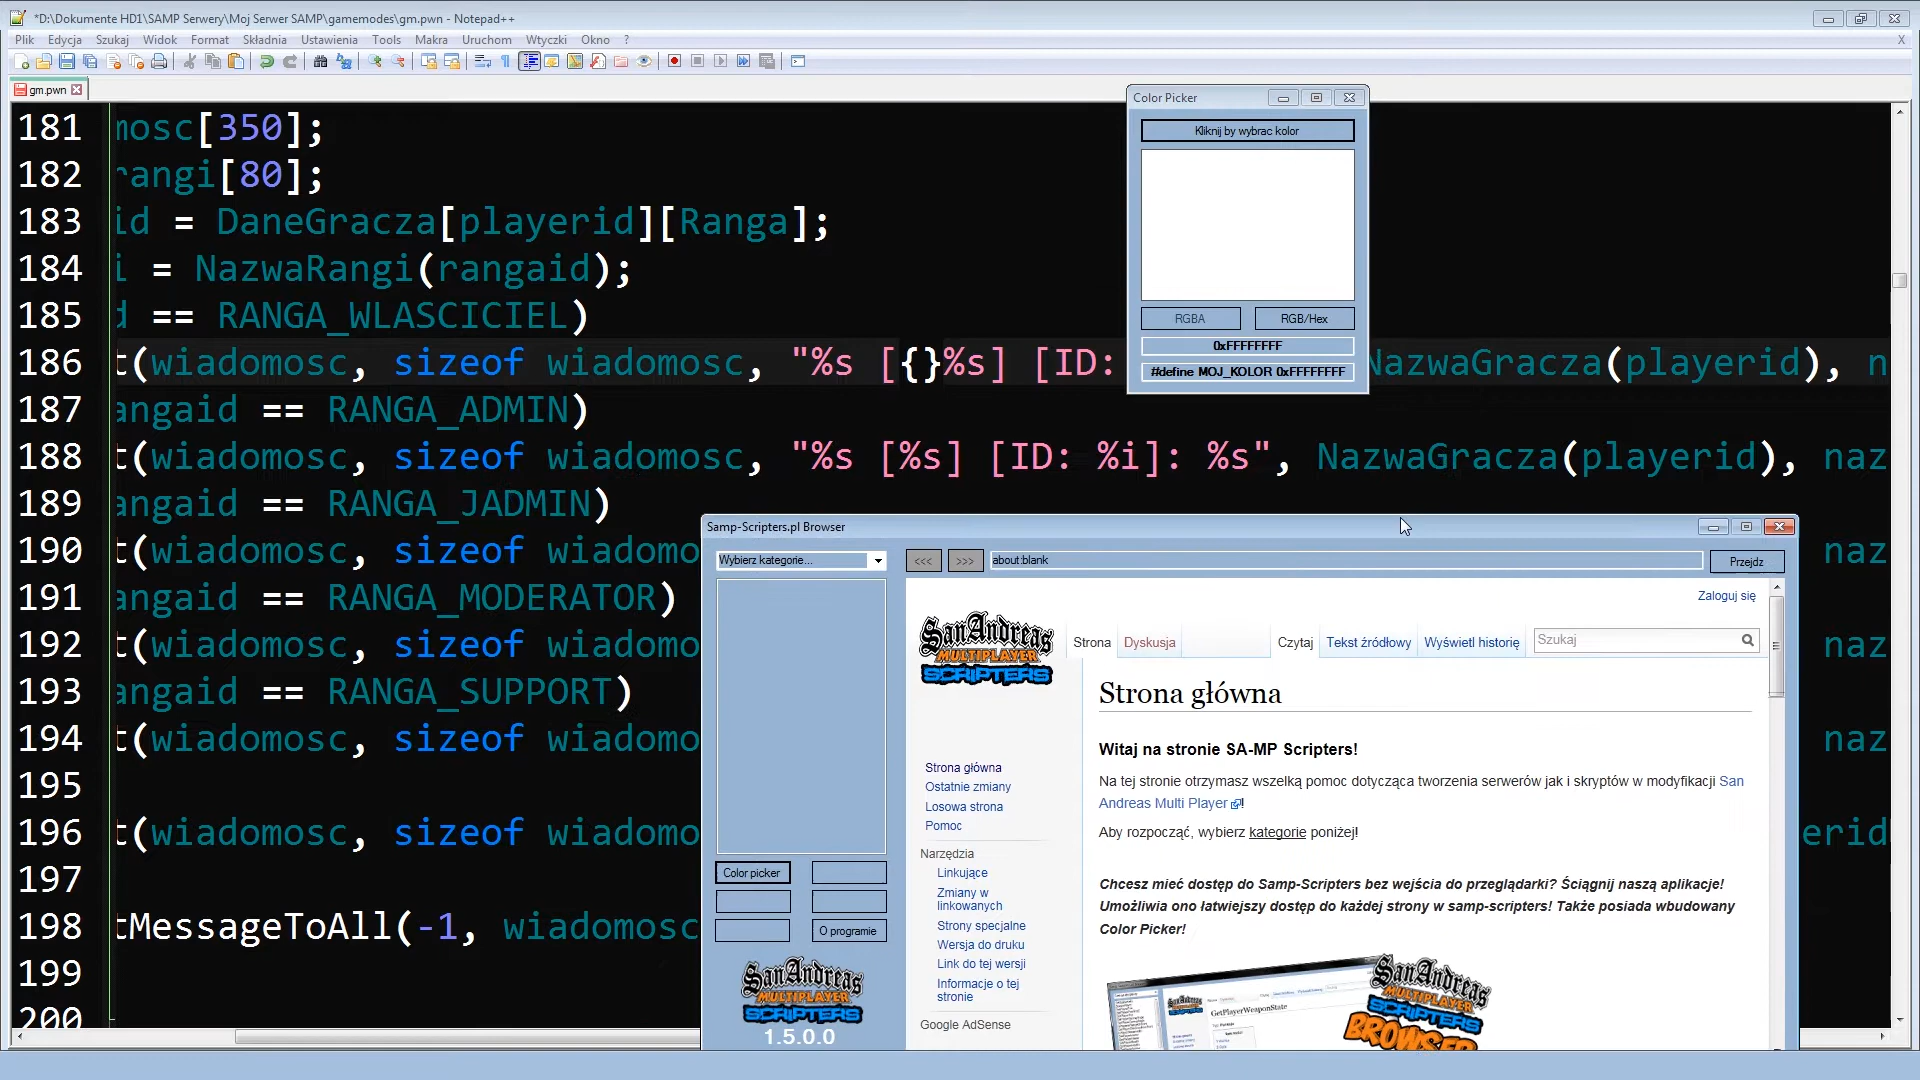 *D:\Dokumente HD1\SAMP Serwery\Moj Serwer SAMP\gamemodes\gm.pwn - Notepad++
Plik Edycja Szukaj Widok Format Składnia Ustawienia Tools Makra Uruchom Wtyczki Okno ? X
gm.pwn
181 mosc[350];
182 rangi[80];
183 id = DaneGracza[playerid][Ranga];
184 i = NazwaRangi(rangaid);
185 d == RANGA_WLASCICIEL)
186 t(wiadomosc, sizeof wiadomosc, "%s [{}%s] [ID: NazwaGracza(playerid), n
187 angaid == RANGA_ADMIN)
188 t(wiadomosc, sizeof wiadomosc, "%s [%s] [ID: %i]: %s", NazwaGracza(playerid), naz
189 angaid == RANGA_JADMIN)
190 t(wiadomosc, sizeof wiadomo naz
191 angaid == RANGA_MODERATOR)
192 t(wiadomosc, sizeof wiadomo naz
193 angaid == RANGA_SUPPORT)
194 t(wiadomosc, sizeof wiadomo naz
195
196 t(wiadomosc, sizeof wiadomo erid
197
198 tMessageToAll(-1, wiadomosc
199
200
Color Picker
Kliknij by wybrac kolor
RGBA RGB/Hex
0xFFFFFFFF
#define MOJ_KOLOR 0xFFFFFFFF
Samp-Scripters.pl Browser
Wybierz kategorie... <<< >>> about:blank Przejdz
Color picker
O programie
San Andreas
MULTIPLAYER
SCRIPTERS
1.5.0.0
Zaloguj się
San Andreas
MULTIPLAYER
SCRIPTERS
Strona Dyskusja Czytaj Tekst źródłowy Wyświetl historię Szukaj
Strona główna
Ostatnie zmiany
Losowa strona
Pomoc
Narzędzia
Linkujące
Zmiany w
linkowanych
Strony specjalne
Wersja do druku
Link do tej wersji
Informacje o tej
stronie
Google AdSense
Strona główna
Witaj na stronie SA-MP Scripters!
Na tej stronie otrzymasz wszelką pomoc dotycząca tworzenia serwerów jak i skryptów w modyfikacji San
Andreas Multi Player!
Aby rozpocząć, wybierz kategorie poniżej!
Chcesz mieć dostęp do Samp-Scripters bez wejścia do przeglądarki? Ściągnij naszą aplikacje!
Umożliwia ono łatwiejszy dostęp do każdej strony w samp-scripters! Także posiada wbudowany
Color Picker!
GetPlayerWeaponState
San Andreas
MULTIPLAYER
SCRIPTERS
BROWSER